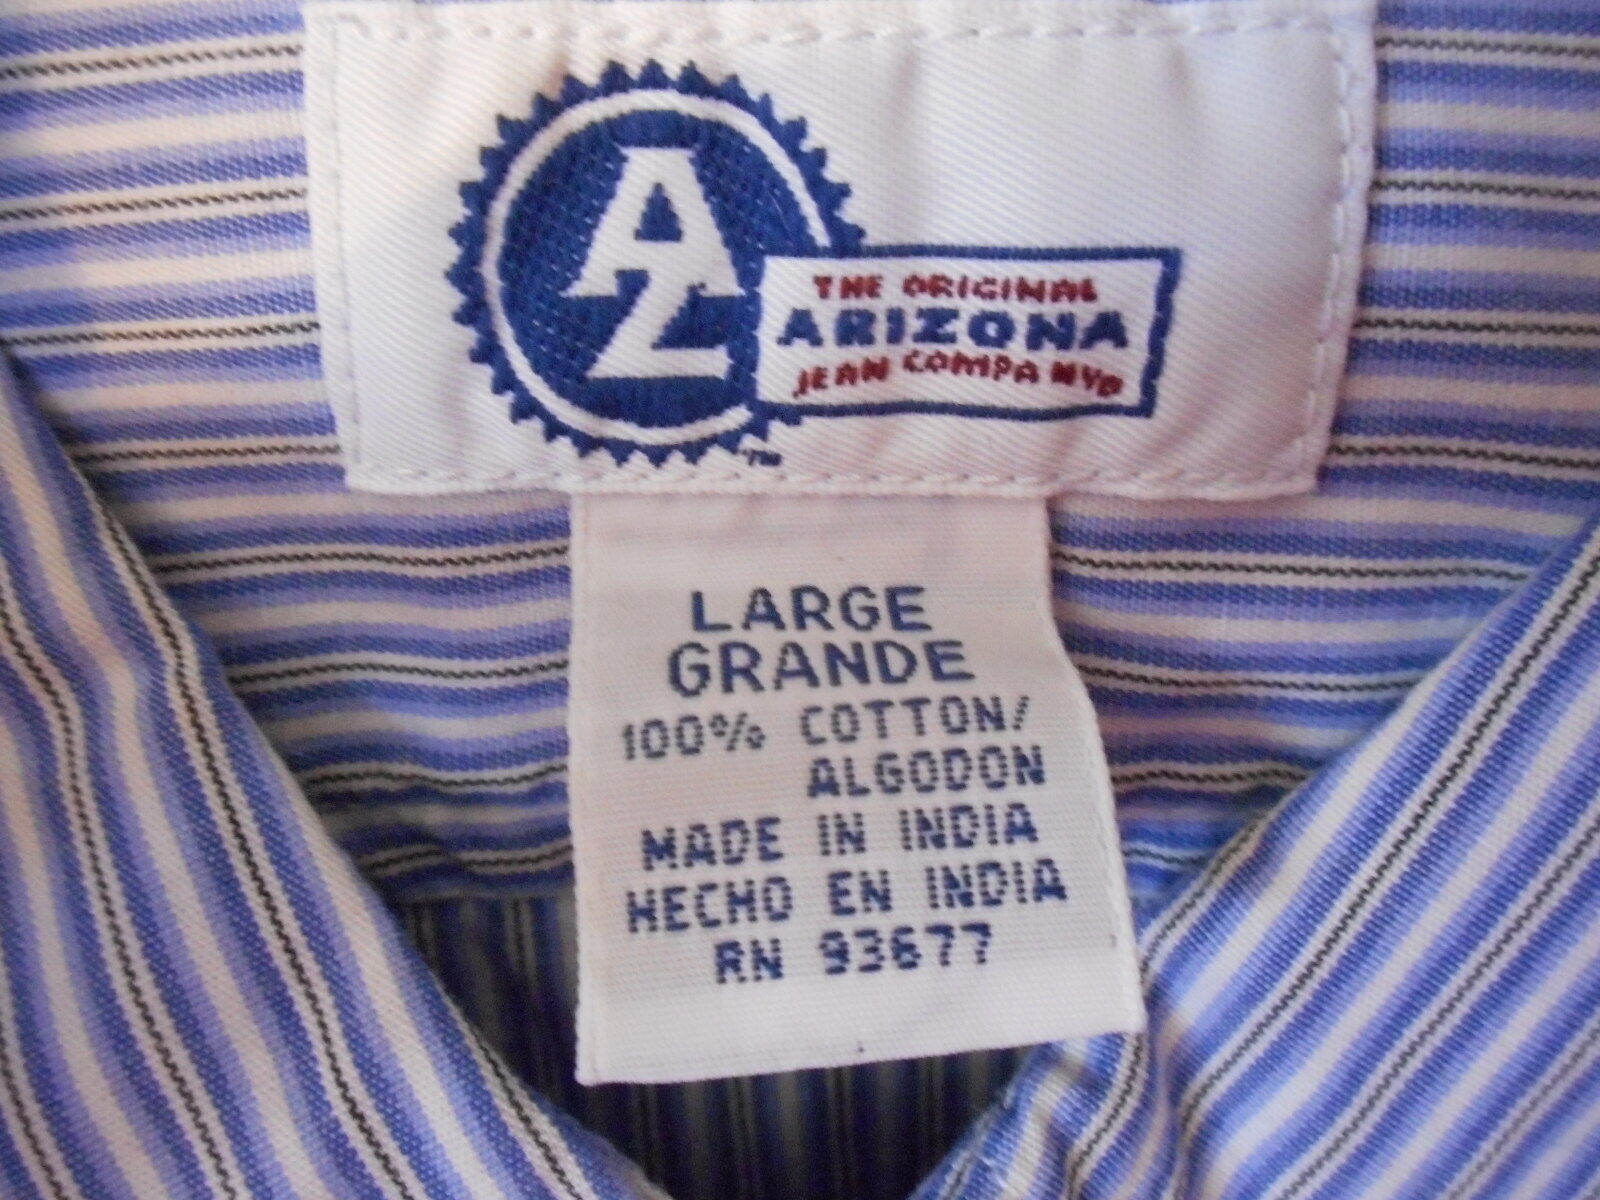 AZ
THE ORIGINAL
ARIZONA
JEAN COMPANY®
TM
LARGE
GRANDE
100% COTTON/
ALGODON
MADE IN INDIA
HECHO EN INDIA
RN 93677